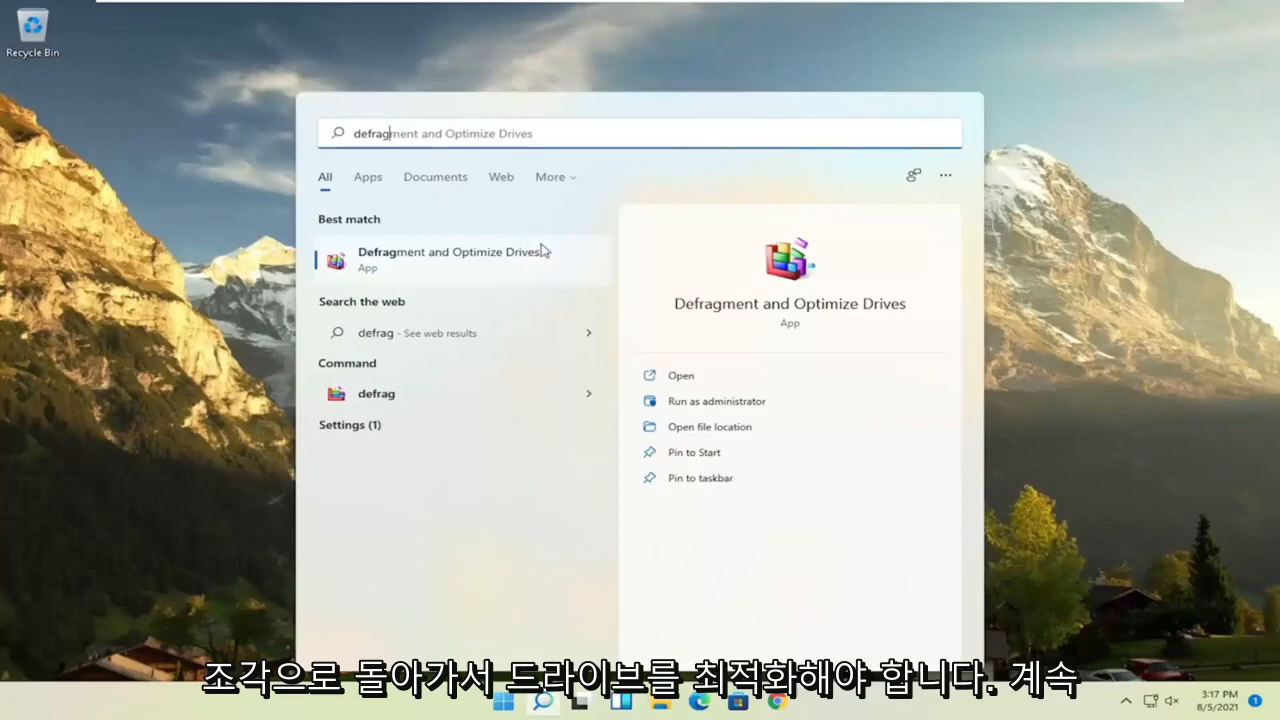 Recycle Bin
defragment and Optimize Drives
All Apps Documents Web More
Best match
Defragment and Optimize Drives
App
Search the web
defrag - See web results
Command
defrag
Settings (1)
Defragment and Optimize Drives
App
Open
Run as administrator
Open file location
Pin to Start
Pin to taskbar
조각으로 돌아가서 드라이브를 최적화해야 합니다. 계속
3:17 PM
8/5/2021
1